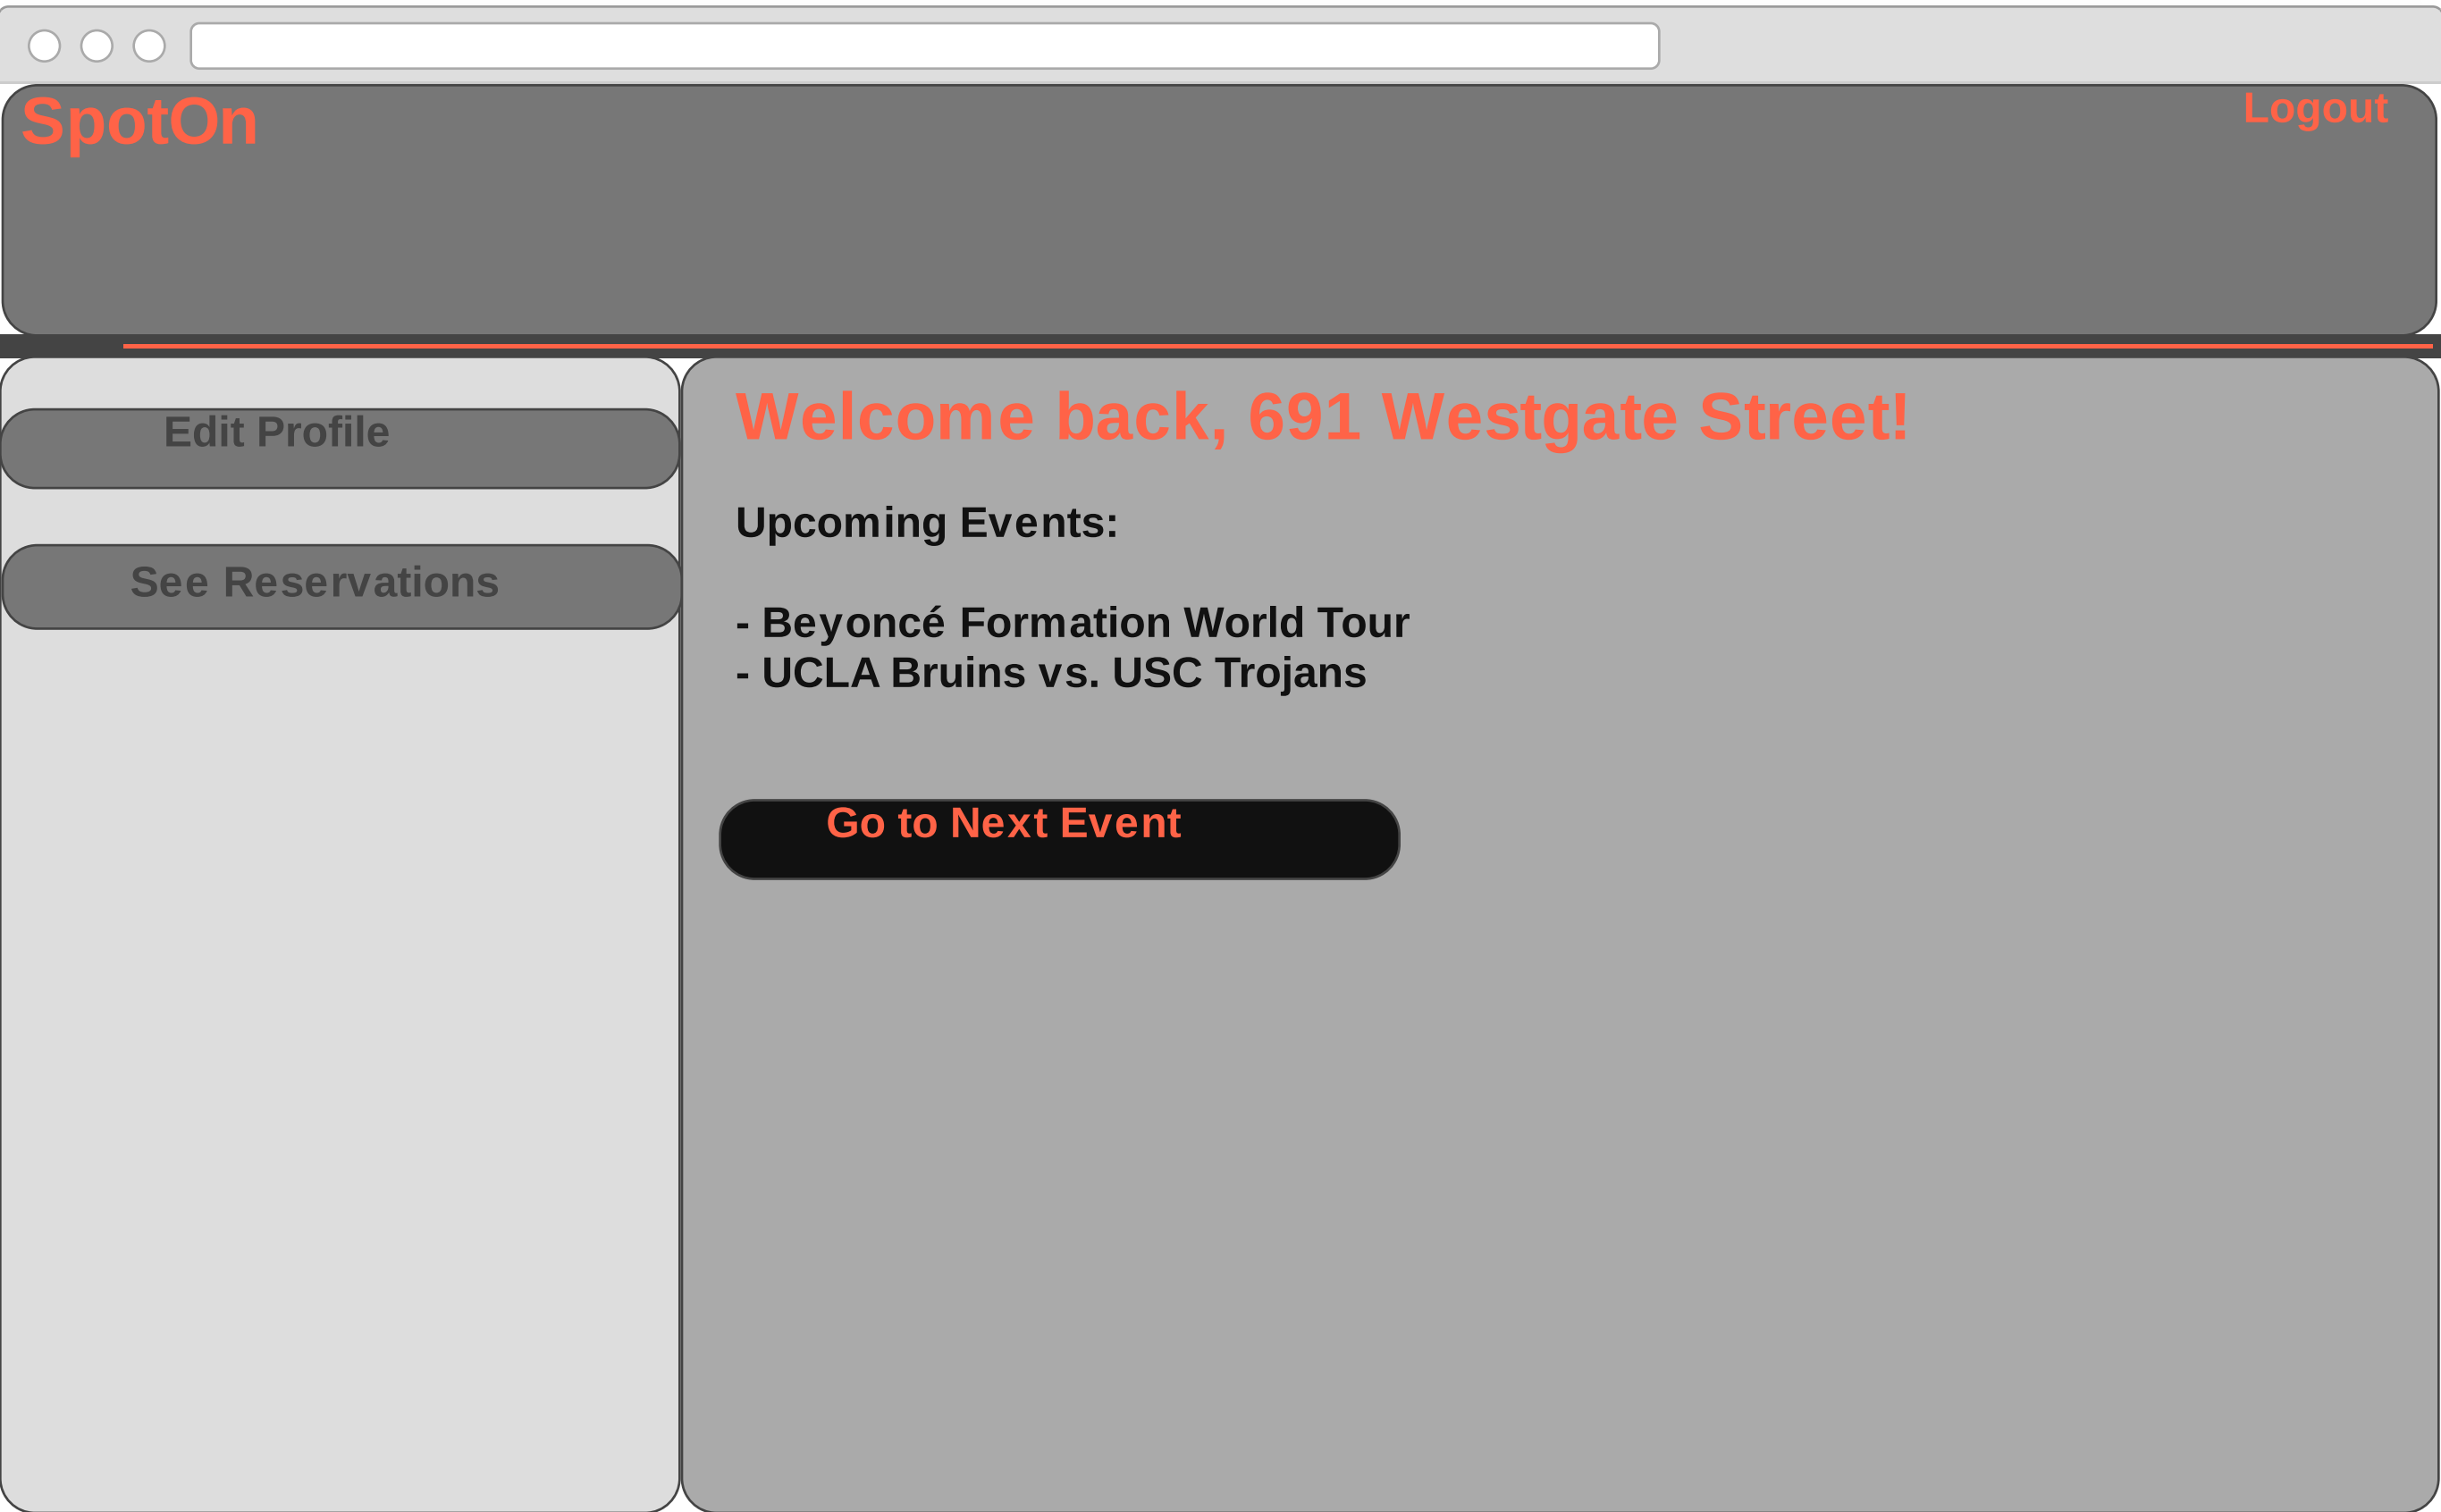 SpotOn
Logout
Edit Profile
See Reservations
Welcome back, 691 Westgate Street!
Upcoming Events:
- Beyoncé Formation World Tour
- UCLA Bruins vs. USC Trojans
Go to Next Event